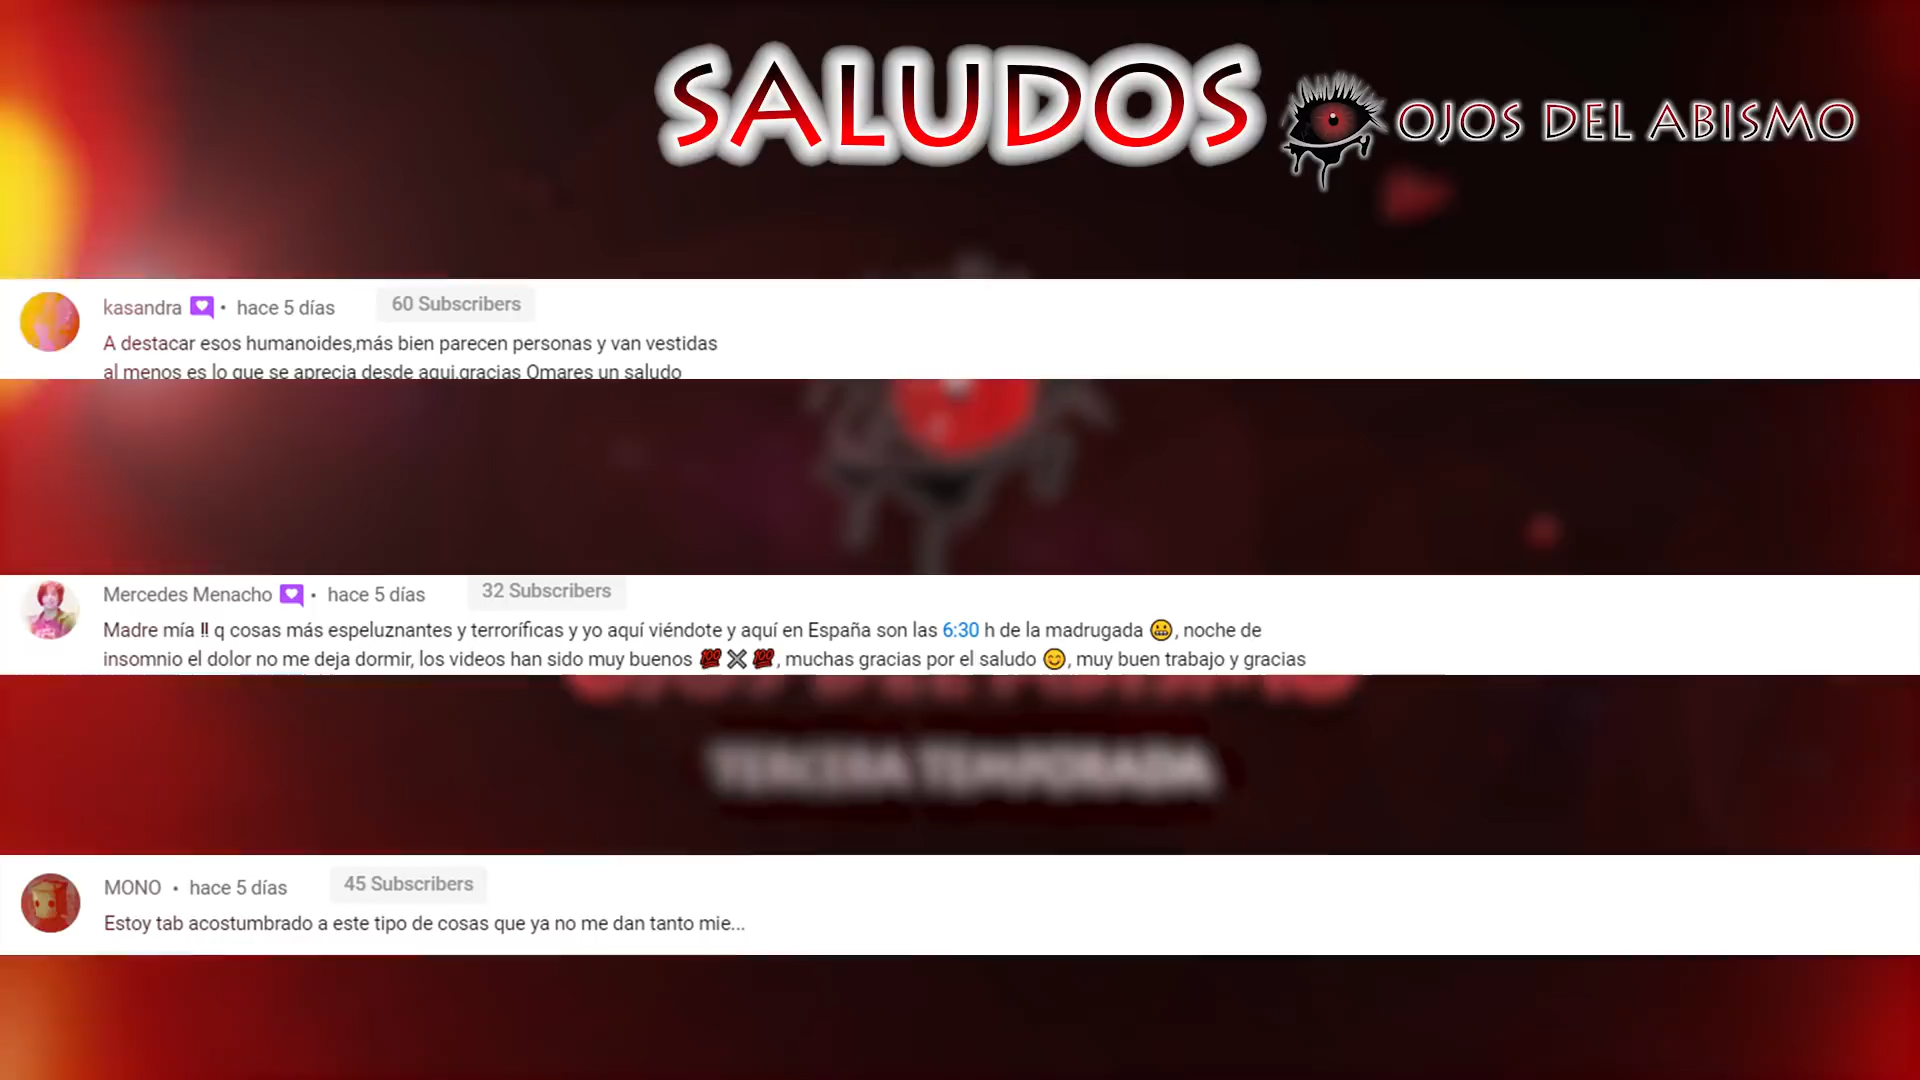 SALUDOS
OJOS DEL ABISMO
kasandra • hace 5 días 60 Subscribers
A destacar esos humanoides,más bien parecen personas y van vestidas
al menos es lo que se aprecia desde aqui,gracias Omares un saludo
Mercedes Menacho • hace 5 días 32 Subscribers
Madre mía ‼ q cosas más espeluznantes y terroríficas y yo aquí viéndote y aquí en España son las 6:30 h de la madrugada 😬, noche de
insomnio el dolor no me deja dormir, los videos han sido muy buenos 💯✖💯, muchas gracias por el saludo 😊, muy buen trabajo y gracias
TERCERA TEMPORADA
MONO • hace 5 días 45 Subscribers
Estoy tab acostumbrado a este tipo de cosas que ya no me dan tanto mie...